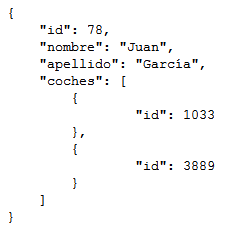 {
    "id": 78,
    "nombre": "Juan",
    "apellido": "García",
    "coches": [
        {
                "id": 1033
        },
        {
                "id": 3889
        }
    ]
}